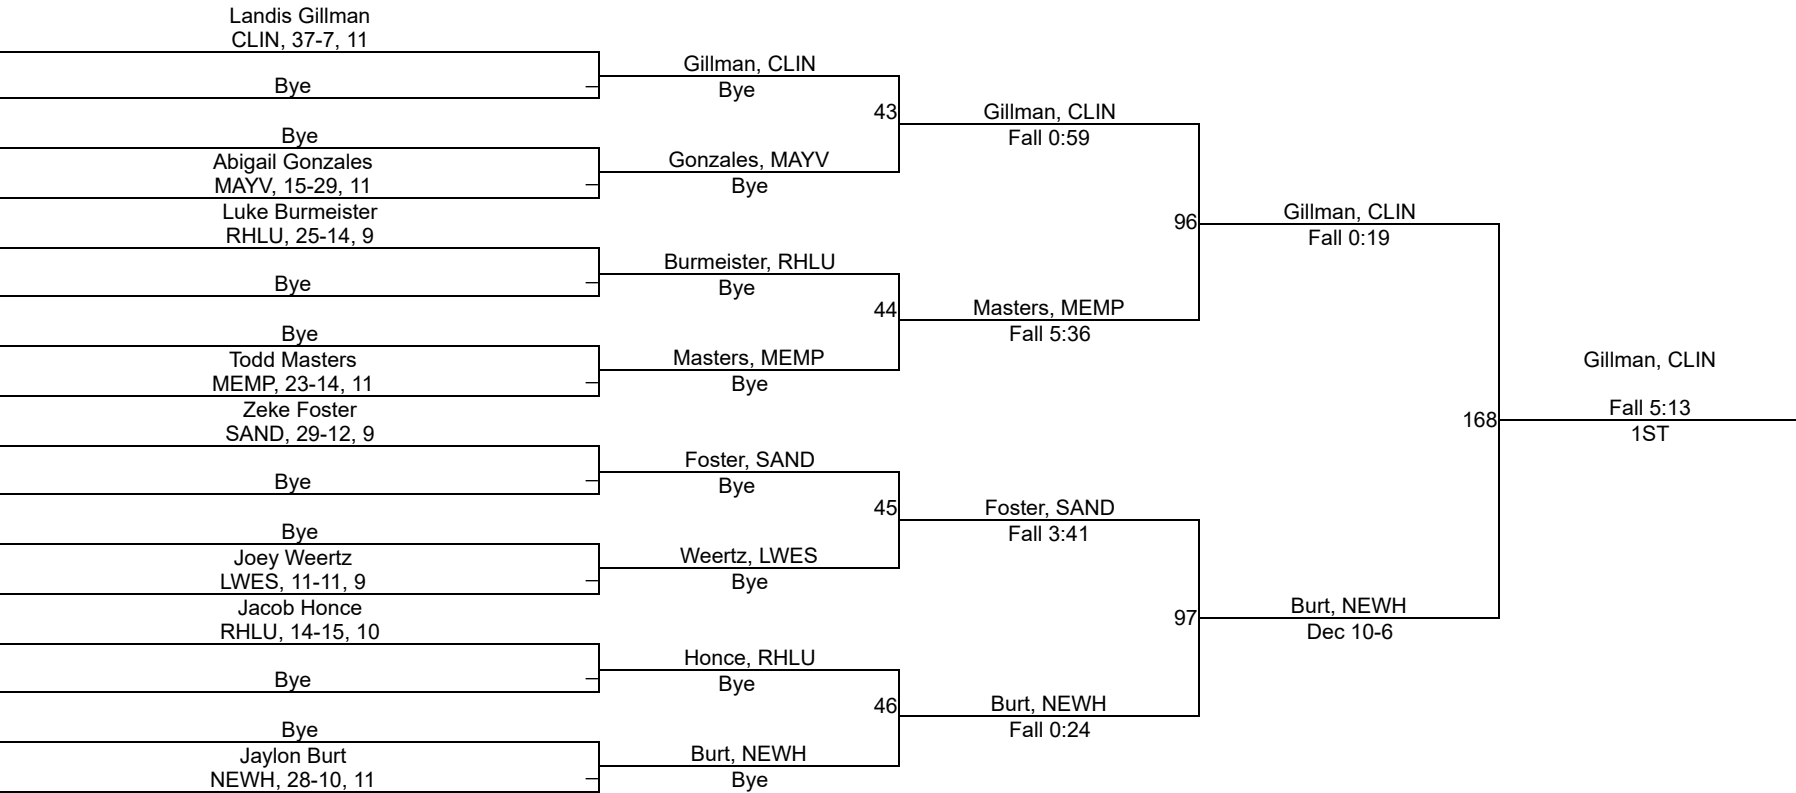 Landis Gillman
CLIN, 37-7, 11
Bye
Bye
Abigail Gonzales
MAYV, 15-29, 11
Luke Burmeister
RHLU, 25-14, 9
Bye
Bye
Todd Masters
MEMP, 23-14, 11
Zeke Foster
SAND, 29-12, 9
Bye
Bye
Joey Weertz
LWES, 11-11, 9
Jacob Honce
RHLU, 14-15, 10
Bye
Bye
Jaylon Burt
NEWH, 28-10, 11
Gillman, CLIN
Bye
43
Gonzales, MAYV
Bye
Burmeister, RHLU
Bye
44
Masters, MEMP
Bye
Foster, SAND
Bye
45
Weertz, LWES
Bye
Honce, RHLU
Bye
46
Burt, NEWH
Bye
Gillman, CLIN
Fall 0:59
96
Masters, MEMP
Fall 5:36
Foster, SAND
Fall 3:41
97
Burt, NEWH
Fall 0:24
Gillman, CLIN
Fall 0:19
168
Burt, NEWH
Dec 10-6
Gillman, CLIN
Fall 5:13
1ST